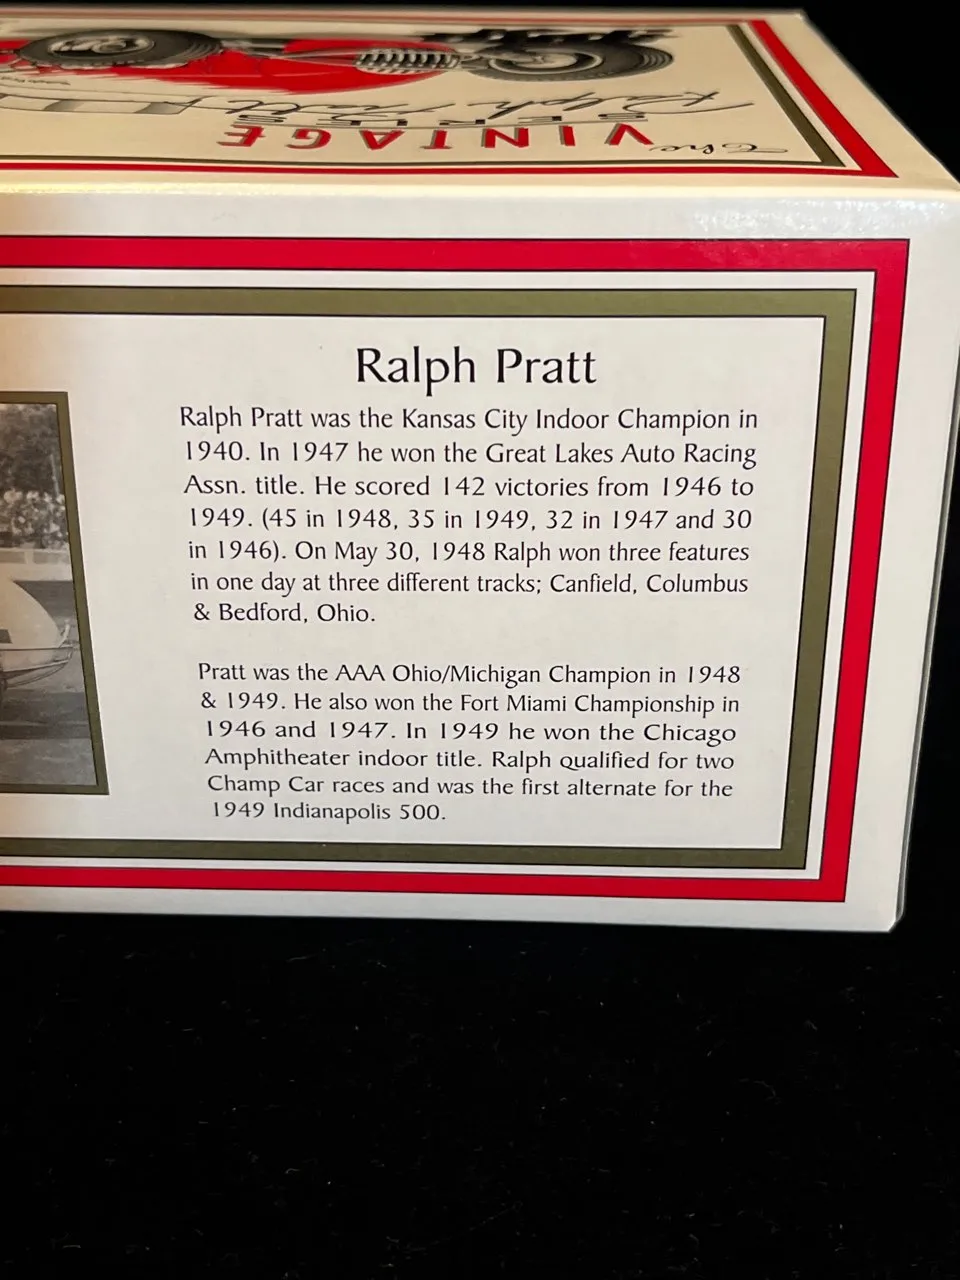 The
VINTAGE
SERIES
Ralph Pratt
Ralph Pratt
Ralph Pratt was the Kansas City Indoor Champion in
1940. In 1947 he won the Great Lakes Auto Racing
Assn. title. He scored 142 victories from 1946 to
1949. (45 in 1948, 35 in 1949, 32 in 1947 and 30
in 1946). On May 30, 1948 Ralph won three features
in one day at three different tracks; Canfield, Columbus
& Bedford, Ohio.
Pratt was the AAA Ohio/Michigan Champion in 1948
& 1949. He also won the Fort Miami Championship in
1946 and 1947. In 1949 he won the Chicago
Amphitheater indoor title. Ralph qualified for two
Champ Car races and was the first alternate for the
1949 Indianapolis 500.